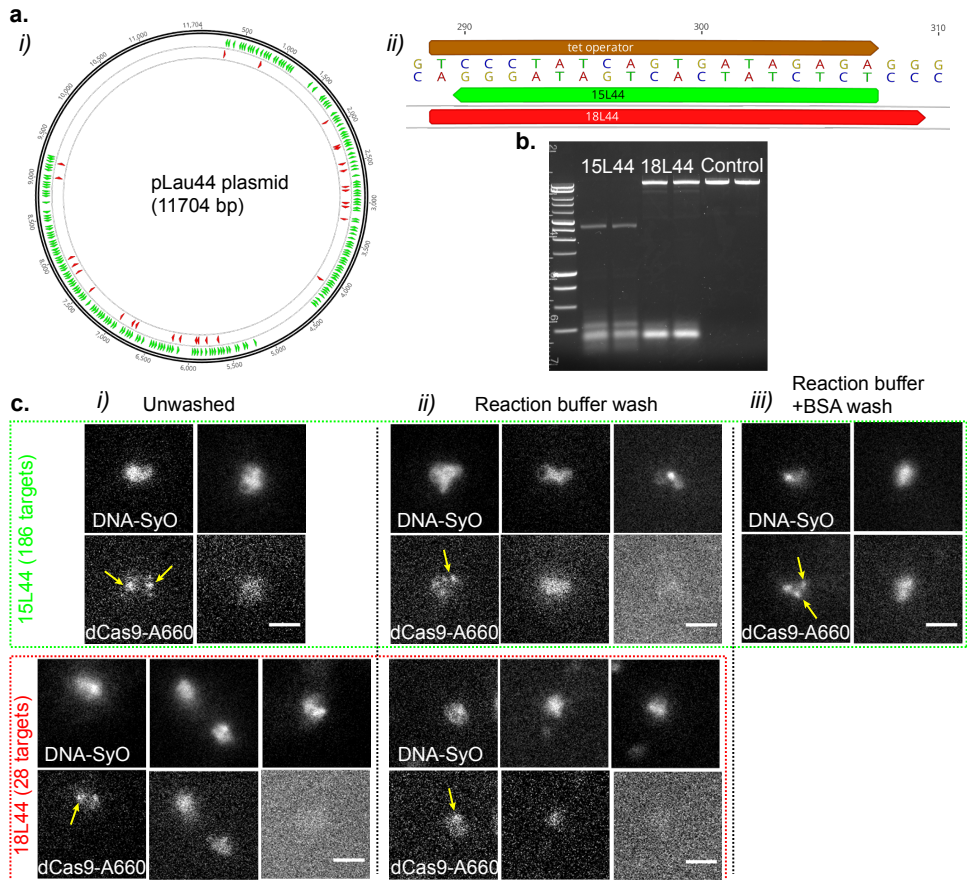 a.
i)
11,704
500
1,000
1,500
2,000
2,500
3,000
3,500
4,000
4,500
5,000
5,500
6,000
6,500
7,000
7,500
8,000
8,500
9,000
9,500
10,000
10,500
11,000
pLau44 plasmid
(11704 bp)
ii)
290 300 310
tet operator
G T C C C T A T C A G T G A T A G A G A G G G
C A G G G A T A G T C A C T A T C T C T C C C
15L44
18L44
b.
15L44 18L44 Control
c.
i) Unwashed
ii) Reaction buffer wash
iii) Reaction buffer
+BSA wash
15L44 (186 targets)
DNA-SyO
dCas9-A660
DNA-SyO
dCas9-A660
DNA-SyO
dCas9-A660
18L44 (28 targets)
DNA-SyO
dCas9-A660
DNA-SyO
dCas9-A660